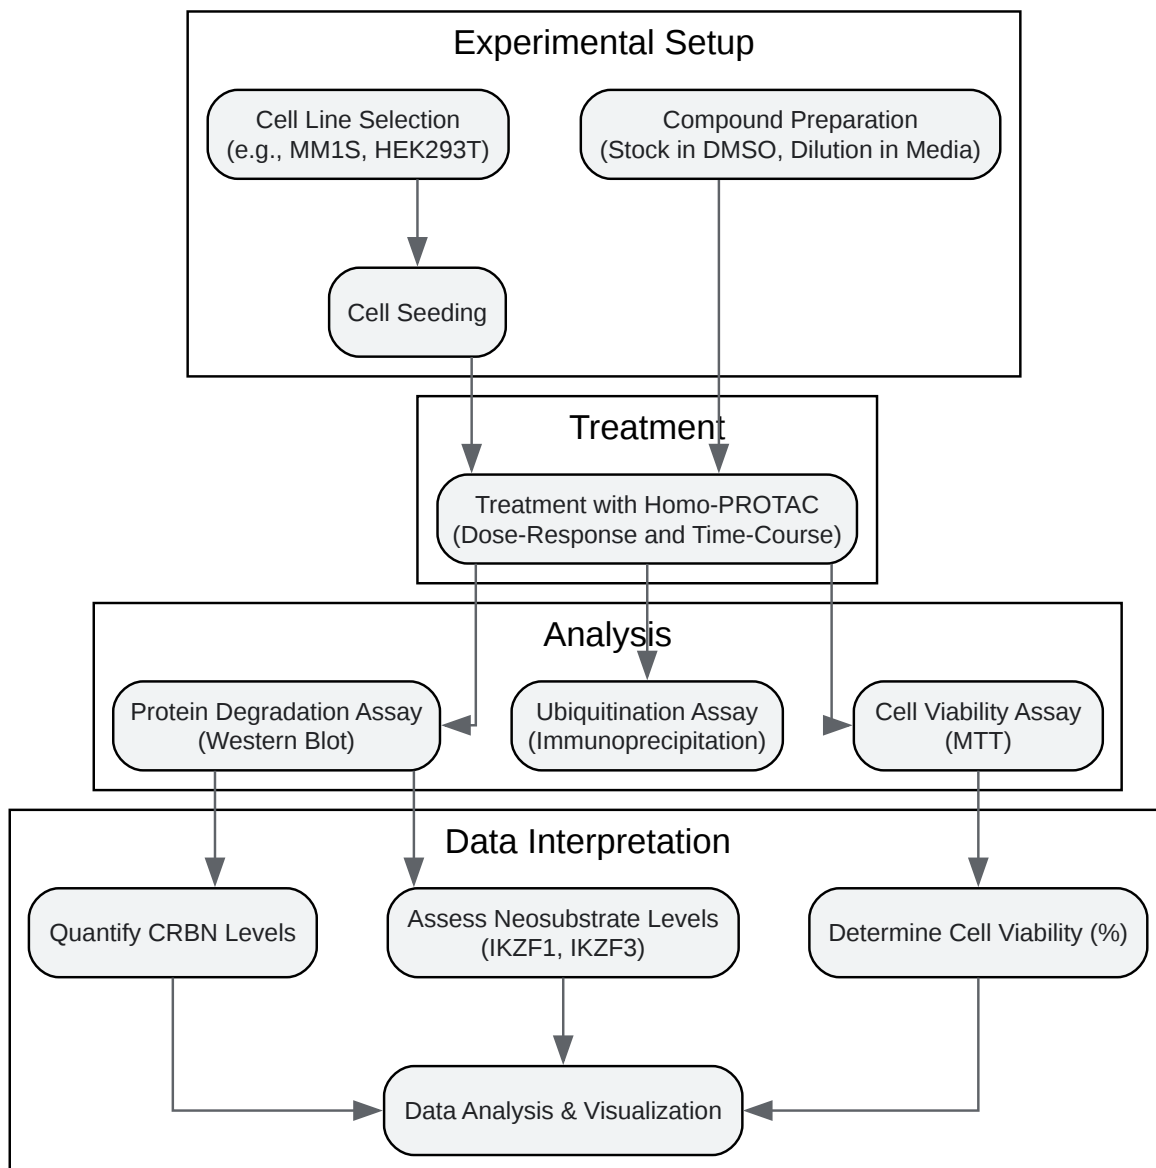 Experimental Setup
Cell Line Selection
(e.g., MM1S, HEK293T)
Compound Preparation
(Stock in DMSO, Dilution in Media)
Cell Seeding
Treatment
Treatment with Homo-PROTAC
(Dose-Response and Time-Course)
Analysis
Protein Degradation Assay
(Western Blot)
Ubiquitination Assay
(Immunoprecipitation)
Cell Viability Assay
(MTT)
Data Interpretation
Quantify CRBN Levels
Assess Neosubstrate Levels
(IKZF1, IKZF3)
Determine Cell Viability (%)
Data Analysis & Visualization